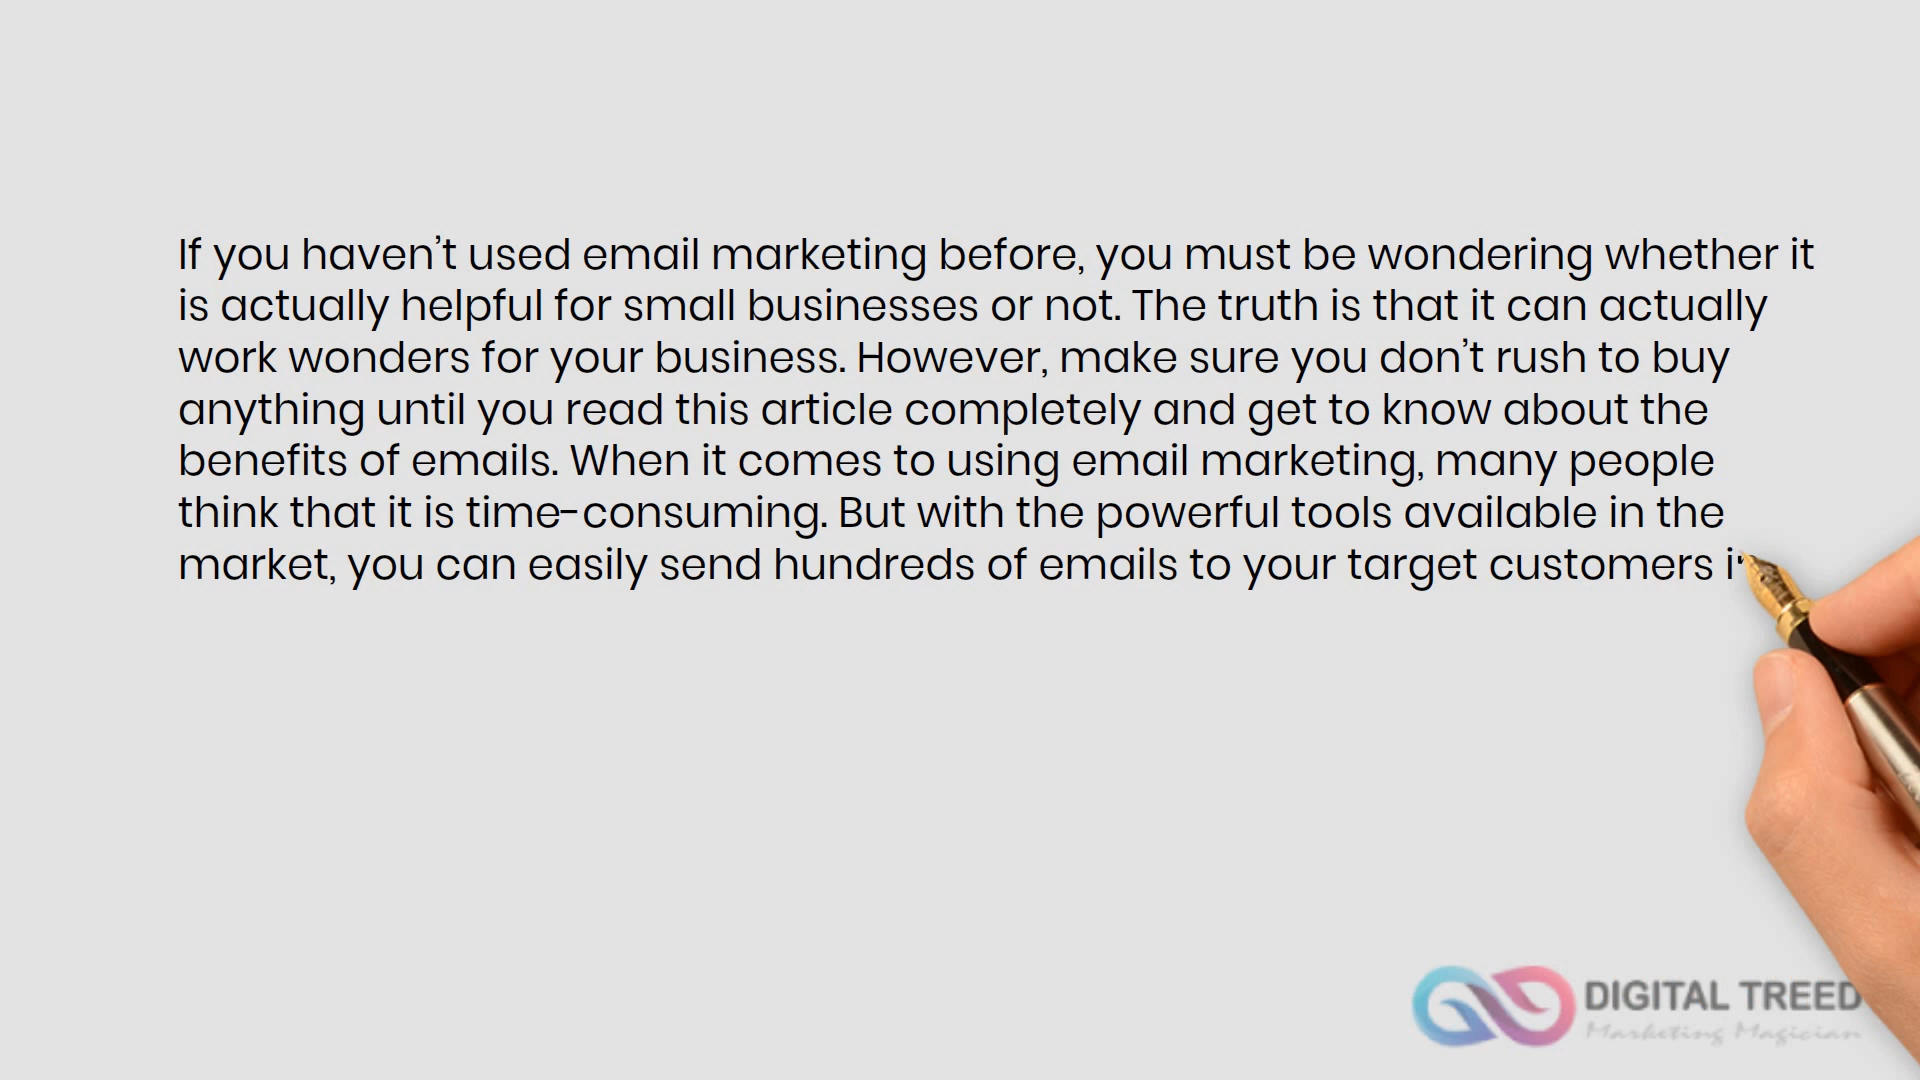 If you haven’t used email marketing before, you must be wondering whether it
is actually helpful for small businesses or not. The truth is that it can actually
work wonders for your business. However, make sure you don’t rush to buy
anything until you read this article completely and get to know about the
benefits of emails. When it comes to using email marketing, many people
think that it is time-consuming. But with the powerful tools available in the
market, you can easily send hundreds of emails to your target customers
DIGITAL TREED
Marketing Magician